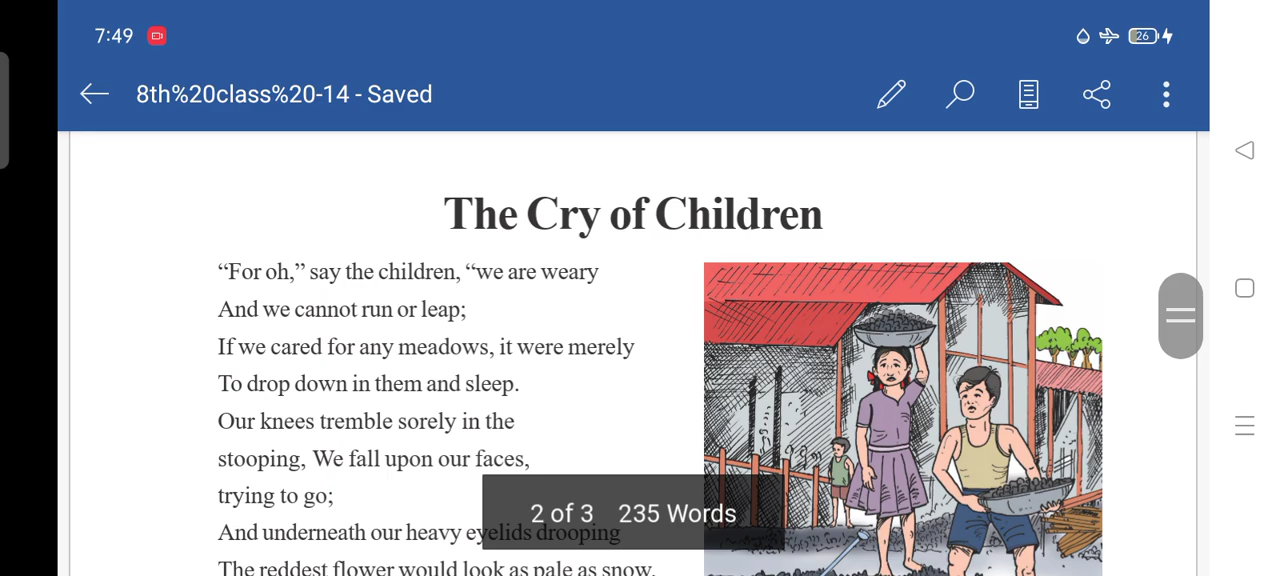 7:49
26
8th%20class%20-14 - Saved
The Cry of Children
“For oh,” say the children, “we are weary
And we cannot run or leap;
If we cared for any meadows, it were merely
To drop down in them and sleep.
Our knees tremble sorely in the
stooping, We fall upon our faces,
trying to go;
And underneath our heavy eyelids drooping
The reddest flower would look as pale as snow.
2 of 3 235 Words